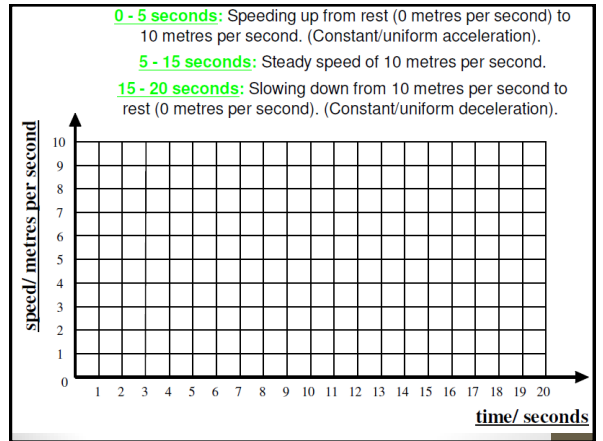 0 - 5 seconds: Speeding up from rest (0 metres per second) to
10 metres per second. (Constant/uniform acceleration).
5 - 15 seconds: Steady speed of 10 metres per second.
15 - 20 seconds: Slowing down from 10 metres per second to
rest (0 metres per second). (Constant/uniform deceleration).
speed/ metres per second
10
9
8
7
6
5
4
3
2
1
0
1 2 3 4 5 6 7 8 9 10 11 12 13 14 15 16 17 18 19 20
time/ seconds